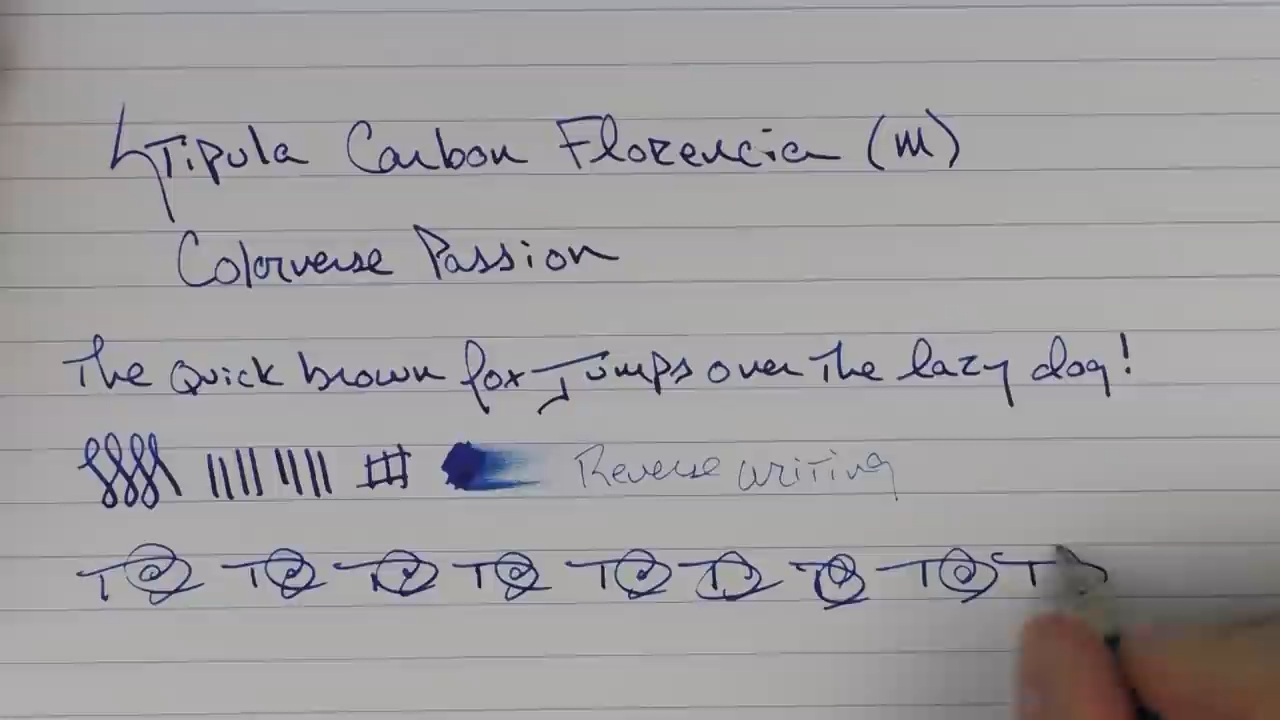 Tipula Carbon Florencia (M)
Colorverse Passion
The Quick brown fox Jumps over The lazy dog!
Reverse writing